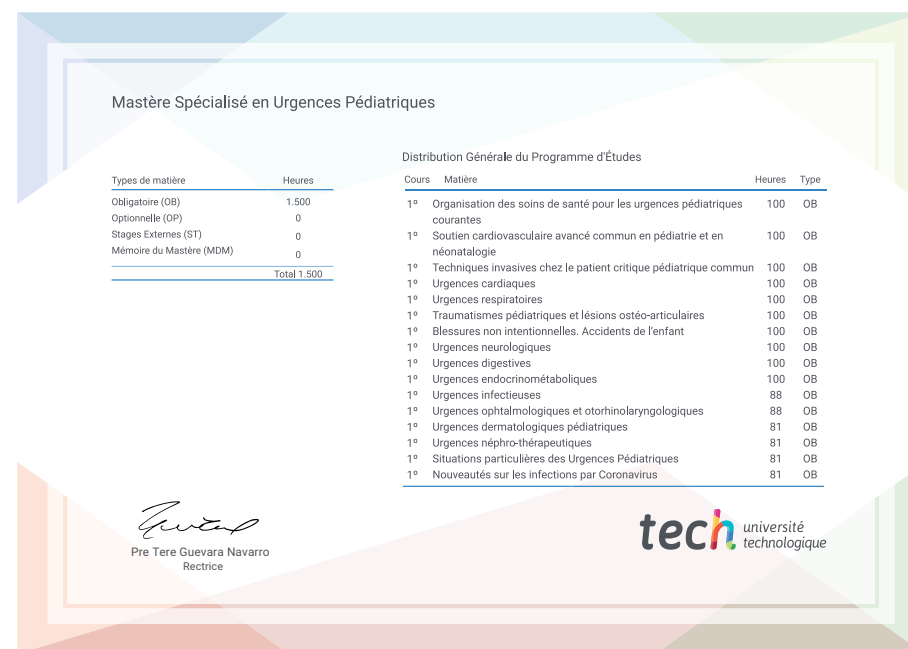 Mastère Spécialisé en Urgences Pédiatriques
Types de matière Heures
Obligatoire (OB) 1.500
Optionnelle (OP) 0
Stages Externes (ST) 0
Mémoire du Mastère (MDM) 0
Total 1.500
Distribution Générale du Programme d'Études
Cours Matière Heures Type
1º Organisation des soins de santé pour les urgences pédiatriques 100 OB
courantes
1º Soutien cardiovasculaire avancé commun en pédiatrie et en 100 OB
néonatalogie
1º Techniques invasives chez le patient critique pédiatrique commun 100 OB
1º Urgences cardiaques 100 OB
1º Urgences respiratoires 100 OB
1º Traumatismes pédiatriques et lésions ostéo-articulaires 100 OB
1º Blessures non intentionnelles. Accidents de l'enfant 100 OB
1º Urgences neurologiques 100 OB
1º Urgences digestives 100 OB
1º Urgences endocrinométaboliques 100 OB
1º Urgences infectieuses 88 OB
1º Urgences ophtalmologiques et otorhinolaryngologiques 88 OB
1º Urgences dermatologiques pédiatriques 81 OB
1º Urgences néphro-thérapeutiques 81 OB
1º Situations particulières des Urgences Pédiatriques 81 OB
1º Nouveautés sur les infections par Coronavirus 81 OB
Pre Tere Guevara Navarro
Rectrice
tech université
technologique